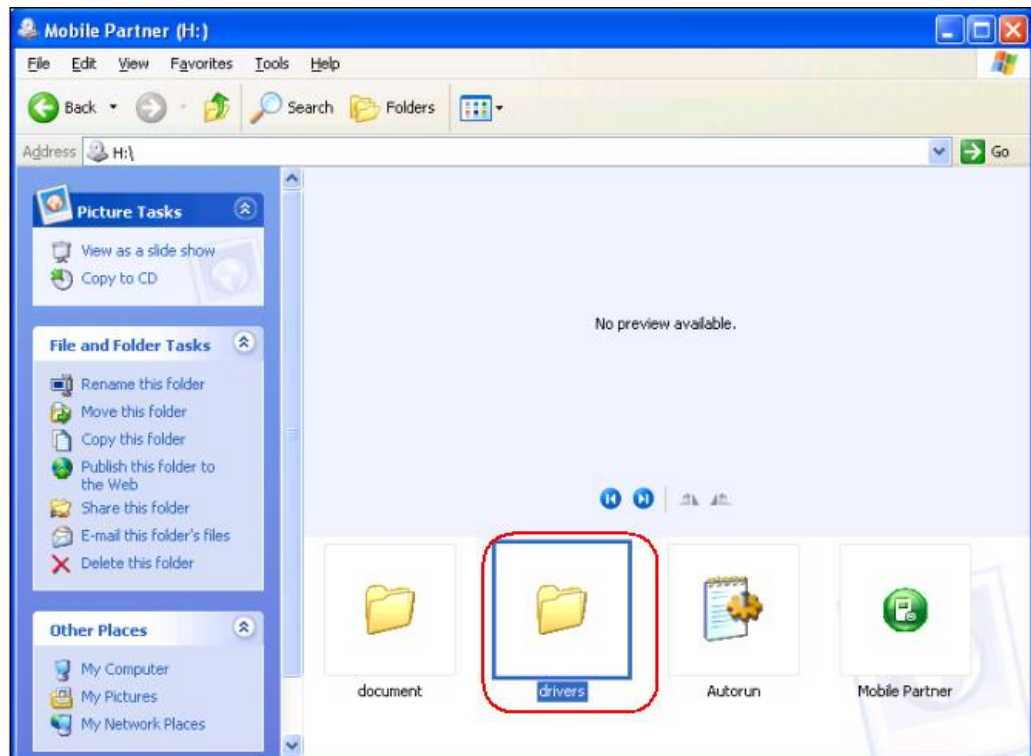 Mobile Partner (H:)
File Edit View Favorites Tools Help
Back Search Folders
Address H:\ Go
Picture Tasks
View as a slide show
Copy to CD
File and Folder Tasks
Rename this folder
Move this folder
Copy this folder
Publish this folder to
the Web
Share this folder
E-mail this folder's files
Delete this folder
Other Places
My Computer
My Pictures
My Network Places
No preview available.
document drivers Autorun Mobile Partner